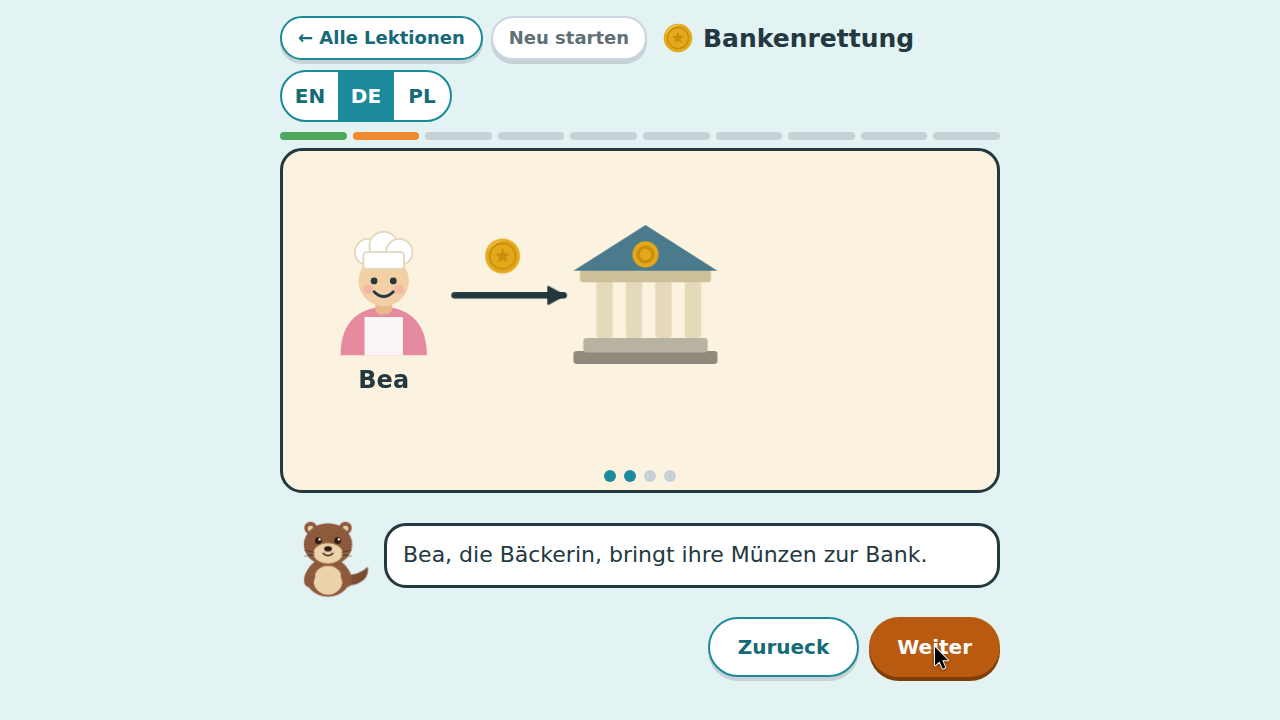 ← Alle Lektionen
Neu starten
Bankenrettung
EN
DE
PL
Bea
Bea, die Bäckerin, bringt ihre Münzen zur Bank.
Zurueck
Weiter